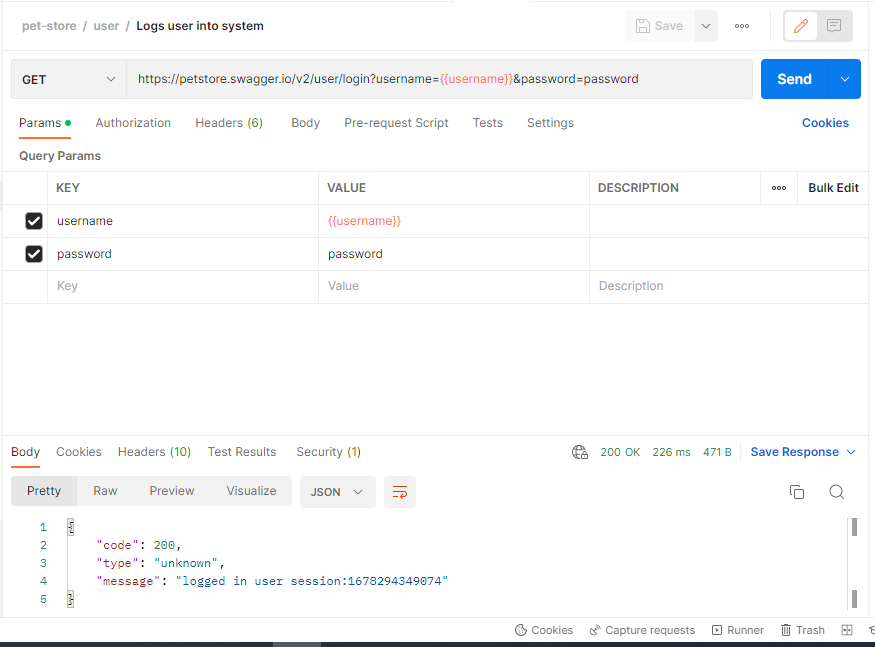 pet-store / user / Logs user into system
Save
GET
https://petstore.swagger.io/v2/user/login?username={{username}}&password=password
Send
Params
Authorization
Headers (6)
Body
Pre-request Script
Tests
Settings
Cookies
Query Params
KEY
VALUE
DESCRIPTION
Bulk Edit
username
{{username}}
password
password
Key
Value
Description
Body
Cookies
Headers (10)
Test Results
Security (1)
200 OK
226 ms
471 B
Save Response
Pretty
Raw
Preview
Visualize
JSON
1 {
2 "code": 200,
3 "type": "unknown",
4 "message": "logged in user session:1678294349074"
5 }
Cookies
Capture requests
Runner
Trash